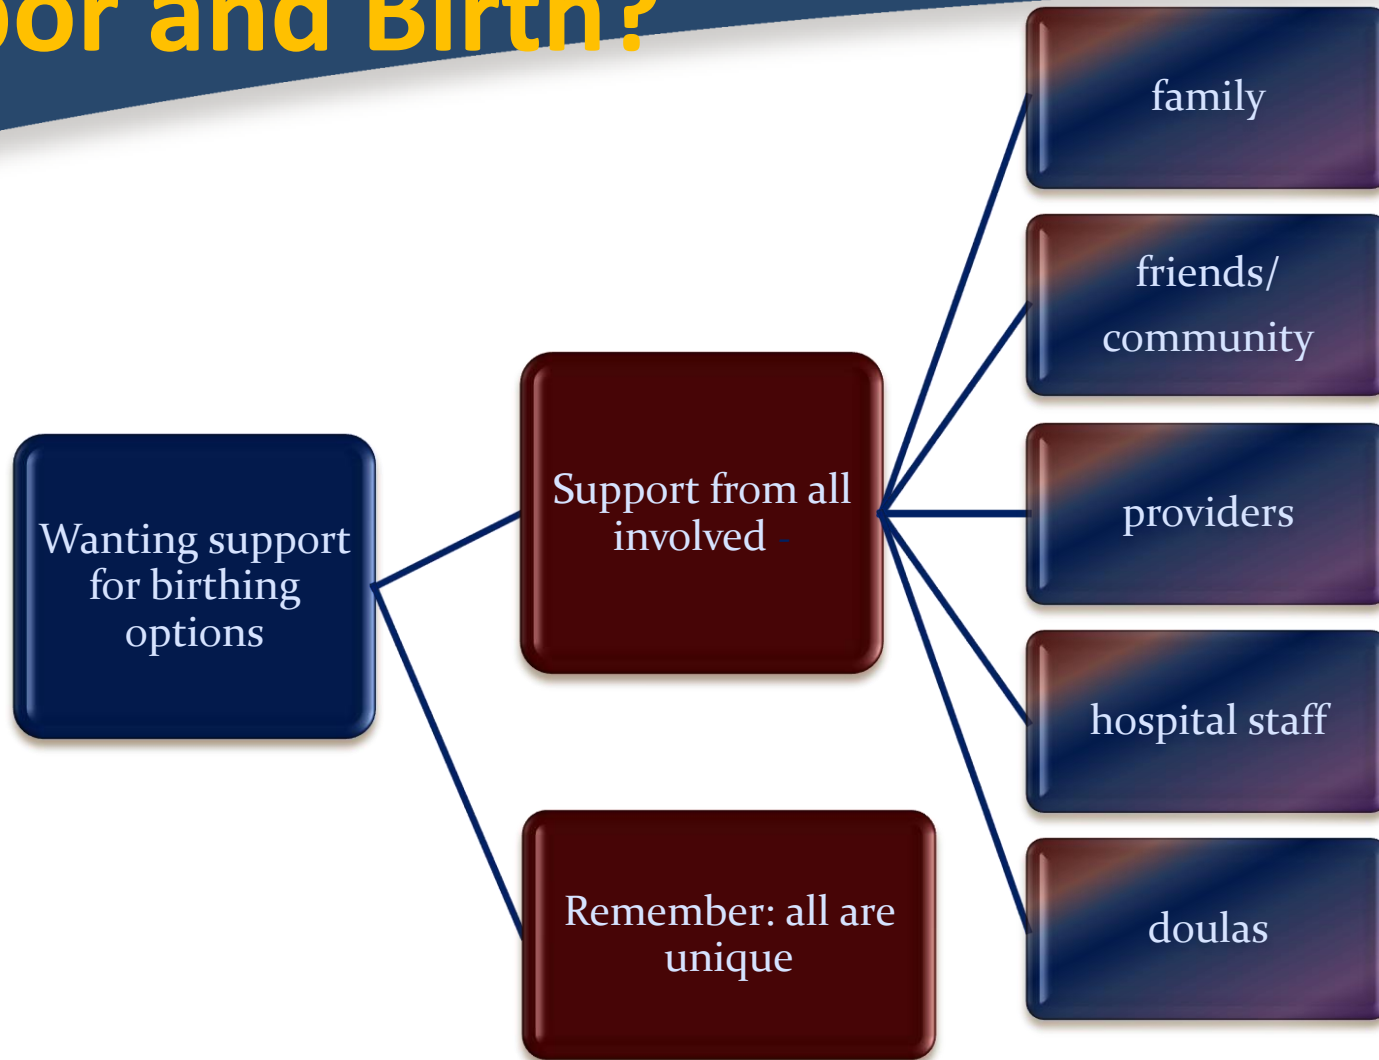 and Birth?
Wanting support
for birthing
options
Support from all
involved -
Remember: all are
unique
family
friends/
community
providers
hospital staff
doulas